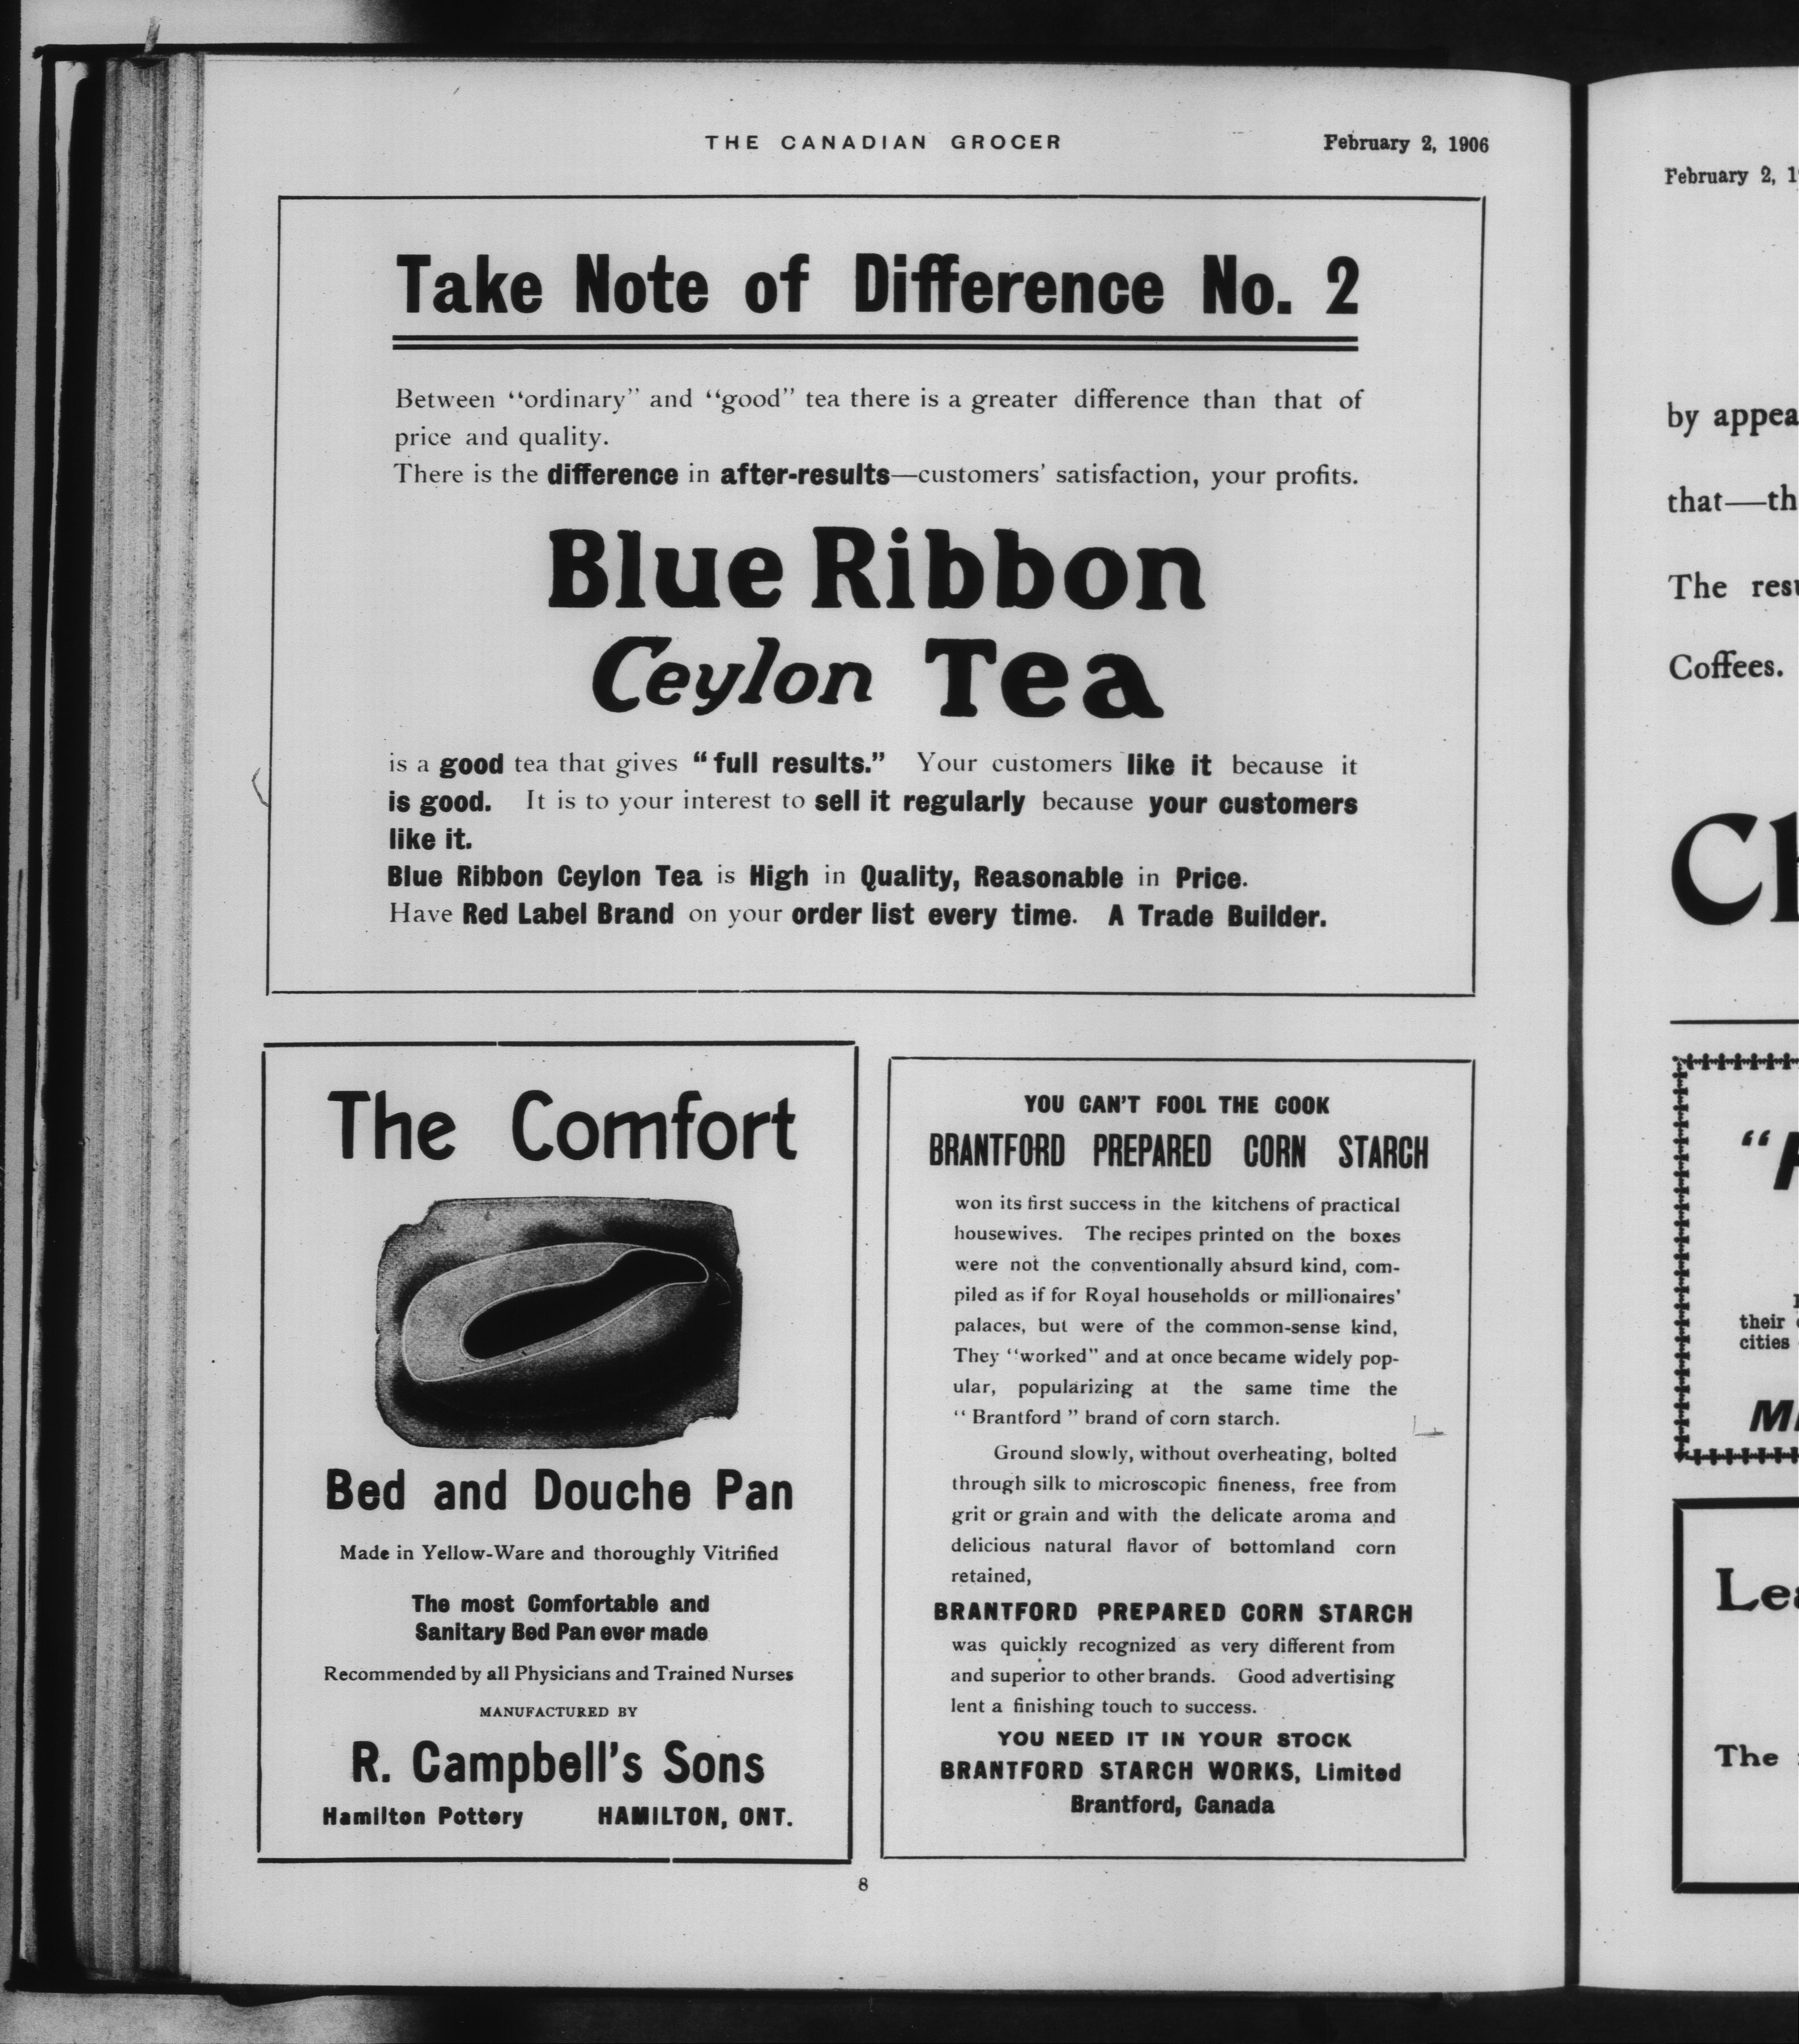 THE CANADIAN GROCER
February 2, 1906
Take Note of Difference No. 2
Between "ordinary" and "good" tea there is a greater difference than that of
price and quality.
There is the difference in after-results—customers' satisfaction, your profits.
Blue Ribbon
Ceylon Tea
is a good tea that gives "full results." Your customers like it because it
is good. It is to your interest to sell it regularly because your customers
like it.
Blue Ribbon Ceylon Tea is High in Quality, Reasonable in Price.
Have Red Label Brand on your order list every time. A Trade Builder.
The Comfort
Bed and Douche Pan
Made in Yellow-Ware and thoroughly Vitrified
The most Comfortable and
Sanitary Bed Pan ever made
Recommended by all Physicians and Trained Nurses
MANUFACTURED BY
R. Campbell's Sons
Hamilton Pottery HAMILTON, ONT.
YOU CAN'T FOOL THE COOK
BRANTFORD PREPARED CORN STARCH
won its first success in the kitchens of practical
housewives. The recipes printed on the boxes
were not the conventionally absurd kind, com-
piled as if for Royal households or millionaires'
palaces, but were of the common-sense kind,
They "worked" and at once became widely pop-
ular, popularizing at the same time the
"Brantford" brand of corn starch.
Ground slowly, without overheating, bolted
through silk to microscopic fineness, free from
grit or grain and with the delicate aroma and
delicious natural flavor of bottomland corn
retained,
BRANTFORD PREPARED CORN STARCH
was quickly recognized as very different from
and superior to other brands. Good advertising
lent a finishing touch to success.
YOU NEED IT IN YOUR STOCK
BRANTFORD STARCH WORKS, Limited
Brantford, Canada
8
February 2,
by
that—
The
Coffees.
their
cities
The